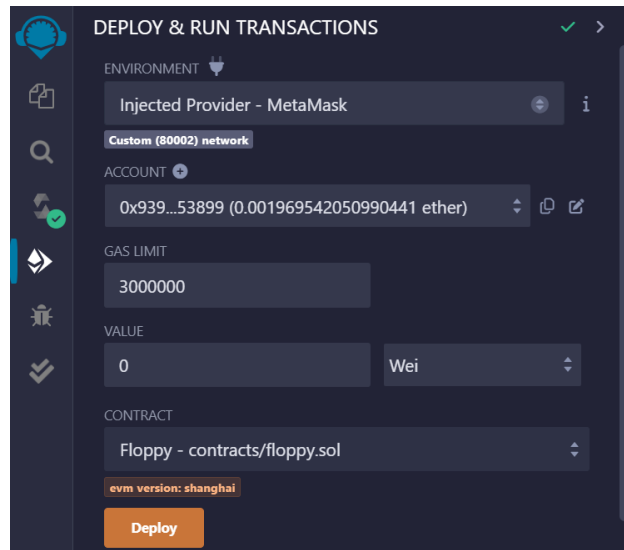 DEPLOY & RUN TRANSACTIONS
ENVIRONMENT
Injected Provider - MetaMask
i
Custom (80002) network
ACCOUNT
0x939...53899 (0.001969542050990441 ether)
GAS LIMIT
3000000
VALUE
0 Wei
CONTRACT
Floppy - contracts/floppy.sol
evm version: shanghai
Deploy